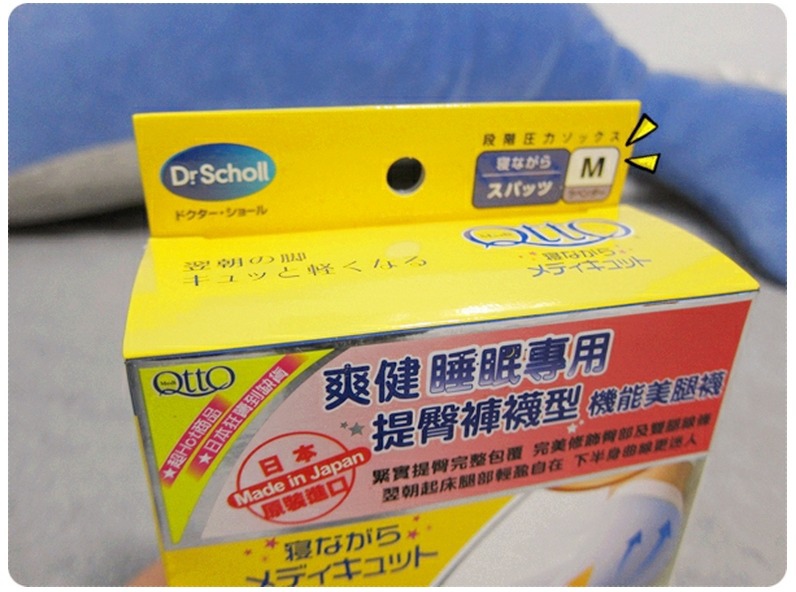 Dr.Scholl
ドクター・ショール
段階圧力ソックス
寝ながら
スパッツ
M
ラベンダー
翌朝の脚
キュッと軽くなる
Medi
QttO
寝ながら
メディキュット
Medi
QttO
★超Hot商品
★日本狂賣到缺貨
爽健 睡眠專用
提臀褲襪型 機能美腿襪
日本
Made in Japan
原裝進口
緊實提臀完整包覆 完美修飾臀部及雙腿線條
翌朝起床腿部輕盈自在 下半身曲線更迷人
寝ながら
メディキュット